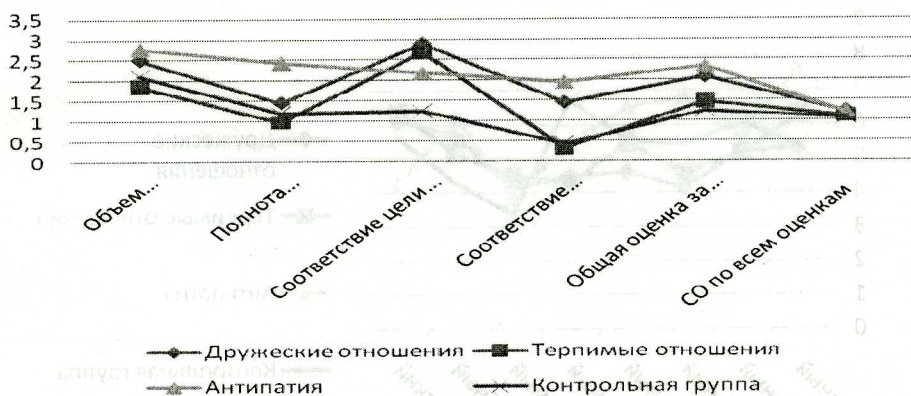 3,5
3
2,5
2
1,5
1
0,5
0
Объем...
Полнота...
Соответствие цели...
Соответствие...
Общая оценка за...
СО по всем оценкам
Дружеские отношения
Терпимые отношения
Антипатия
Контрольная группа